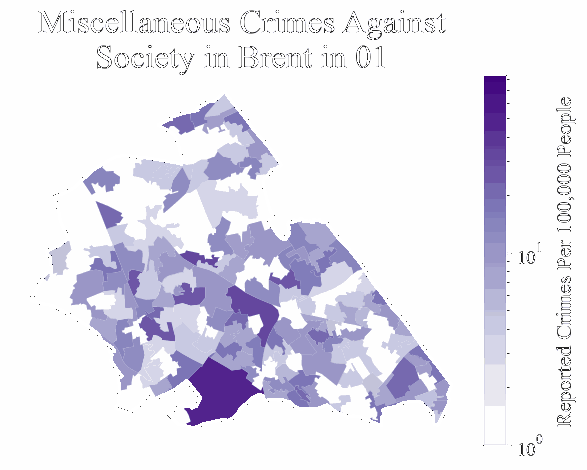 Miscellaneous Crimes Against
Society in Brent in 01
Reported Crimes Per 100,000 People
10¹
10⁰